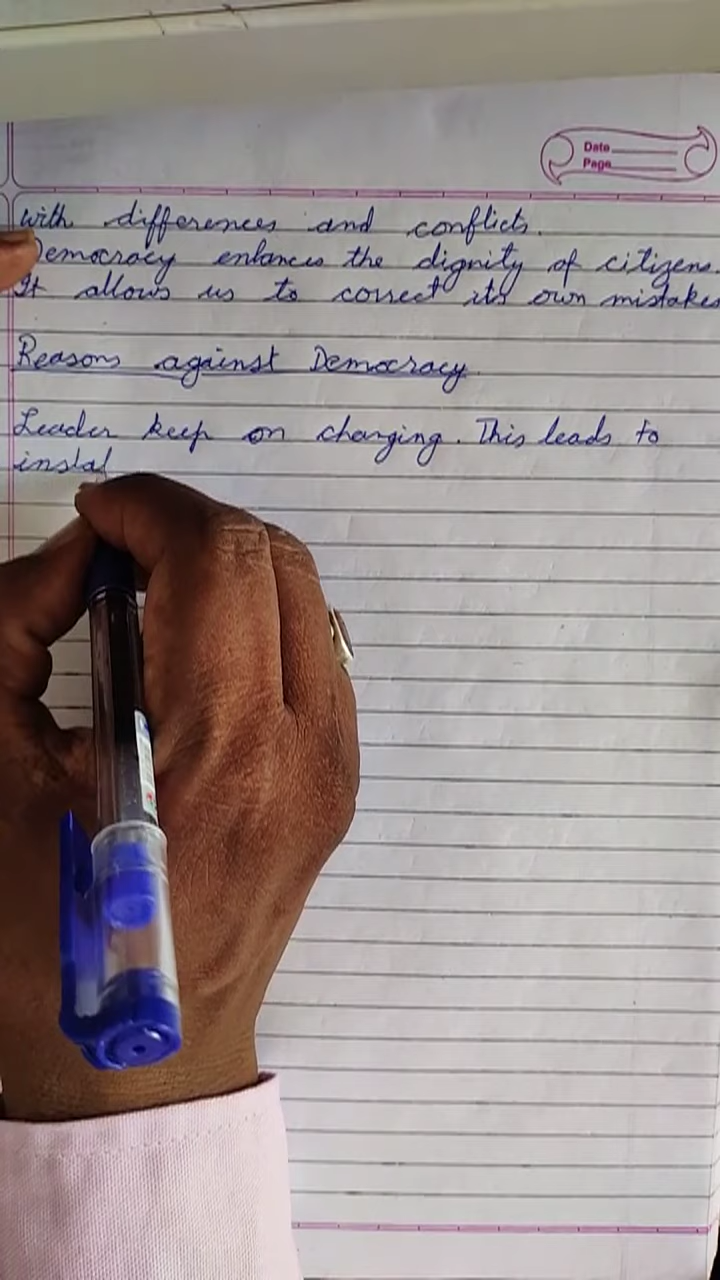 Date
Page
with differences and conflicts.
Democracy enhances the dignity of citizens.
It allows us to correct its own mistakes
Reasons against Democracy.
Leader keep on changing. This leads to
instal